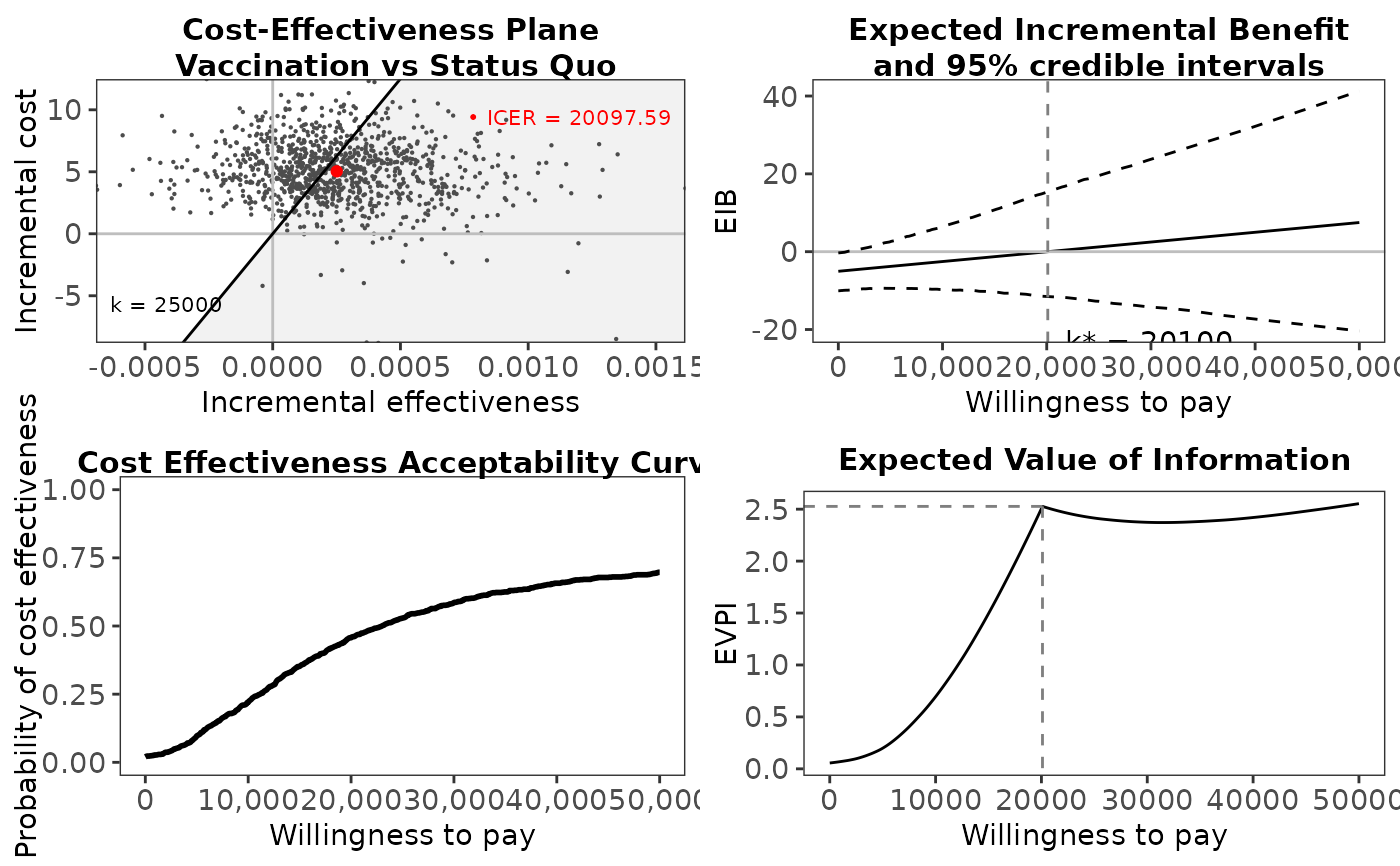 Cost-Effectiveness Plane
Vaccination vs Status Quo
Incremental cost
10
5
0
-5
• ICER = 20097.59
k = 25000
-0.0005 0.0000 0.0005 0.0010 0.0015
Incremental effectiveness
Expected Incremental Benefit
and 95% credible intervals
EIB
40
20
0
-20
k* = 20100
0 10,000 20,000 30,000 40,000 50,000
Willingness to pay
Cost Effectiveness Acceptability Curv
Probability of cost effectiveness
1.00
0.75
0.50
0.25
0.00
0 10,000 20,000 30,000 40,000 50,000
Willingness to pay
Expected Value of Information
EVPI
2.5
2.0
1.5
1.0
0.5
0.0
0 10000 20000 30000 40000 50000
Willingness to pay